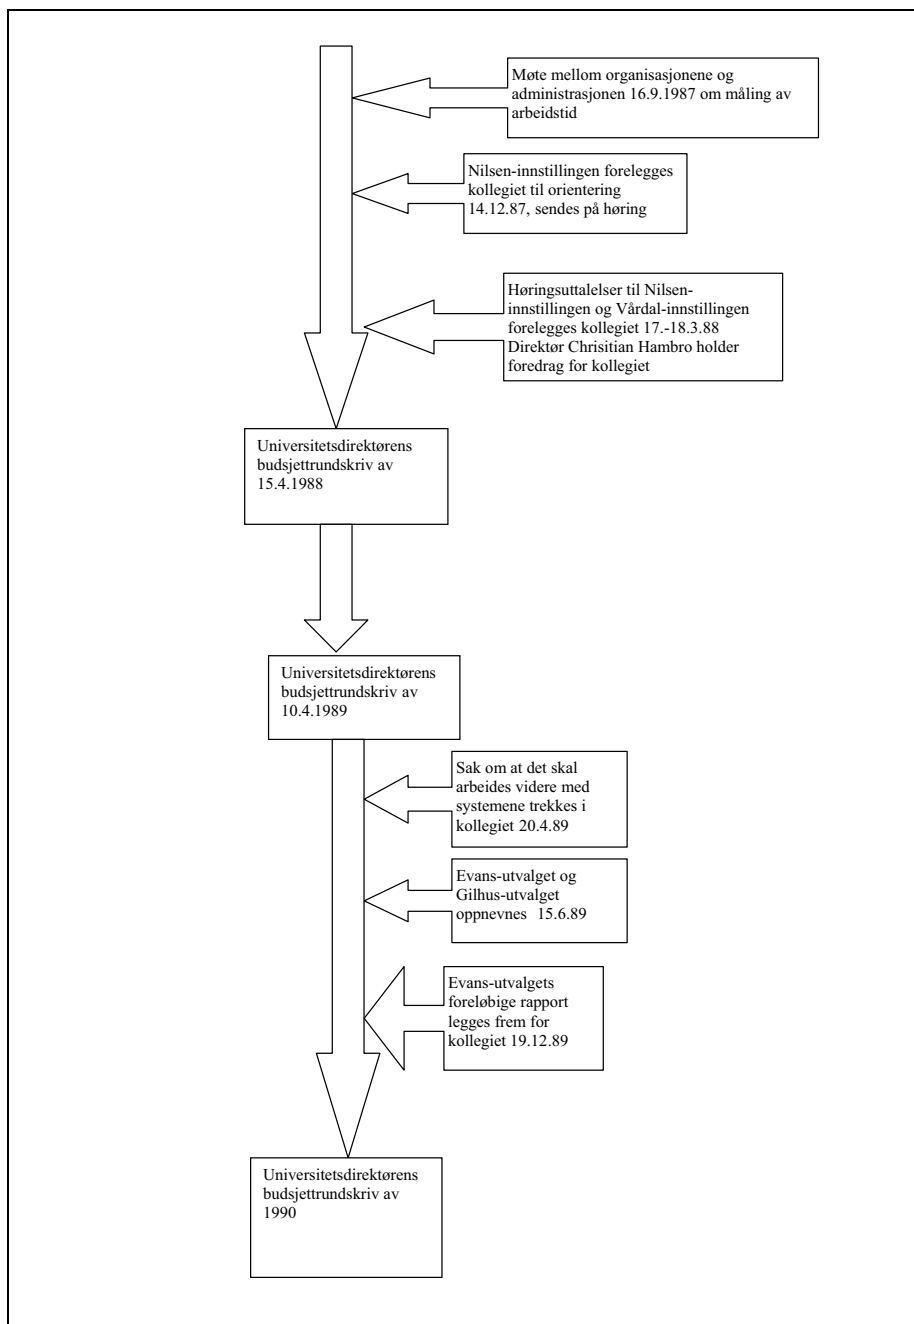 Møte mellom organisasjonene og
administrasjonen 16.9.1987 om måling av
arbeidstid
Nilsen-innstillingen forelegges
kollegiet til orientering
14.12.87, sendes på høring
Høringsuttalelser til Nilsen-
innstillingen og Vårdal-innstillingen
forelegges kollegiet 17.-18.3.88
Direktør Chrisitian Hambro holder
foredrag for kollegiet
Universitetsdirektørens
budsjettrundskriv av
15.4.1988
Universitetsdirektørens
budsjettrundskriv av
10.4.1989
Sak om at det skal
arbeides videre med
systemene trekkes i
kollegiet 20.4.89
Evans-utvalget og
Gilhus-utvalget
oppnevnes 15.6.89
Evans-utvalgets
foreløbige rapport
legges frem for
kollegiet 19.12.89
Universitetsdirektørens
budsjettrundskriv av
1990